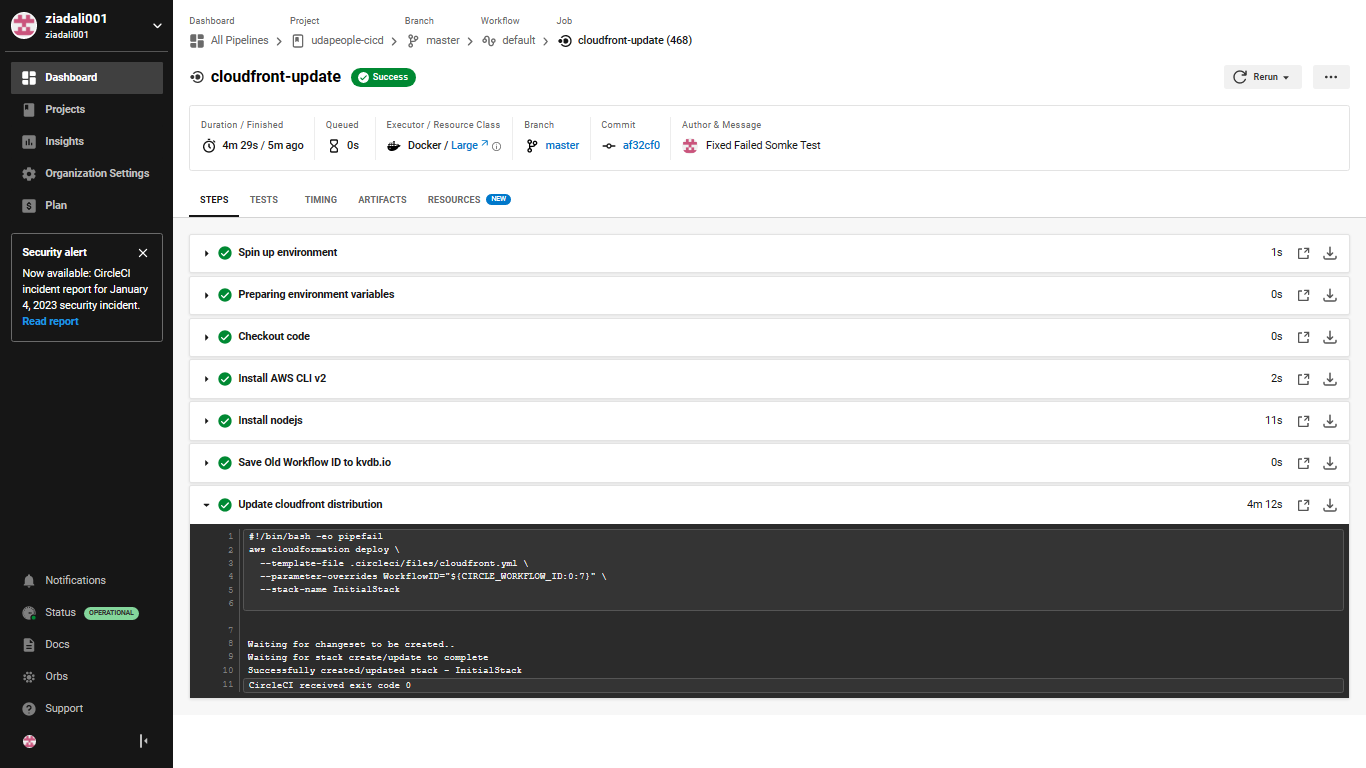 ziadali001
ziadali001
Dashboard
Projects
Insights
Organization Settings
Plan
Security alert
Now available: CircleCI
incident report for January
4, 2023 security incident.
Read report
Notifications
Status OPERATIONAL
Docs
Orbs
Support
Dashboard Project Branch Workflow Job
All Pipelines udapeople-cicd master default cloudfront-update (468)
cloudfront-update Success Rerun
Duration / Finished Queued Executor / Resource Class Branch Commit Author & Message
4m 29s / 5m ago 0s Docker / Large master af32cf0 Fixed Failed Somke Test
STEPS TESTS TIMING ARTIFACTS RESOURCES NEW
Spin up environment 1s
Preparing environment variables 0s
Checkout code 0s
Install AWS CLI v2 2s
Install nodejs 11s
Save Old Workflow ID to kvdb.io 0s
Update cloudfront distribution 4m 12s
1 #!/bin/bash -eo pipefail
2 aws cloudformation deploy \
3 --template-file .circleci/files/cloudfront.yml \
4 --parameter-overrides WorkflowID="${CIRCLE_WORKFLOW_ID:0:7}" \
5 --stack-name InitialStack
6
7
8 Waiting for changeset to be created..
9 Waiting for stack create/update to complete
10 Successfully created/updated stack - InitialStack
11 CircleCI received exit code 0